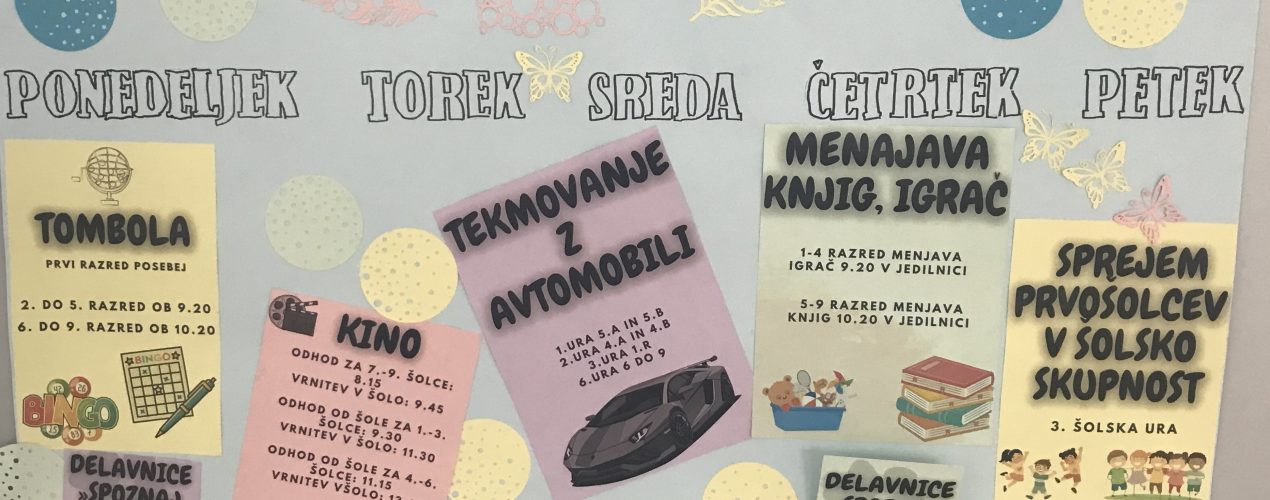 PONEDELJEK TOREK SREDA ČETRTEK PETEK
TOMBOLA
PRVI RAZRED POSEBEJ
2. DO 5. RAZRED OB 9.20
6. DO 9. RAZRED OB 10.20
BINGO
BINGO
DELAVNICE
»SPOZNAJ
KINO
ODHOD ZA 7.-9. ŠOLCE:
8.15
VRNITEV V ŠOLO: 9.45
ODHOD OD ŠOLE ZA 1.-3.
ŠOLCE: 9.30
VRNITEV V ŠOLO: 11.30
ODHOD OD ŠOLE ZA 4.-6.
ŠOLCE: 11.15
VRNITEV VŠOLO:
TEKMOVANJE
Z
AVTOMOBILI
1.URA 5.A IN 5.B
2.URA 4.A IN 4.B
3.URA 1.R
6.URA 6 DO 9
MENAJAVA
KNJIG, IGRAČ
1-4 RAZRED MENJAVA
IGRAČ 9.20 V JEDILNICI
5-9 RAZRED MENJAVA
KNJIG 10.20 V JEDILNICI
DELAVNICE
SPREJEM
PRVOŠOLCEV
V ŠOLSKO
SKUPNOST
3. ŠOLSKA URA